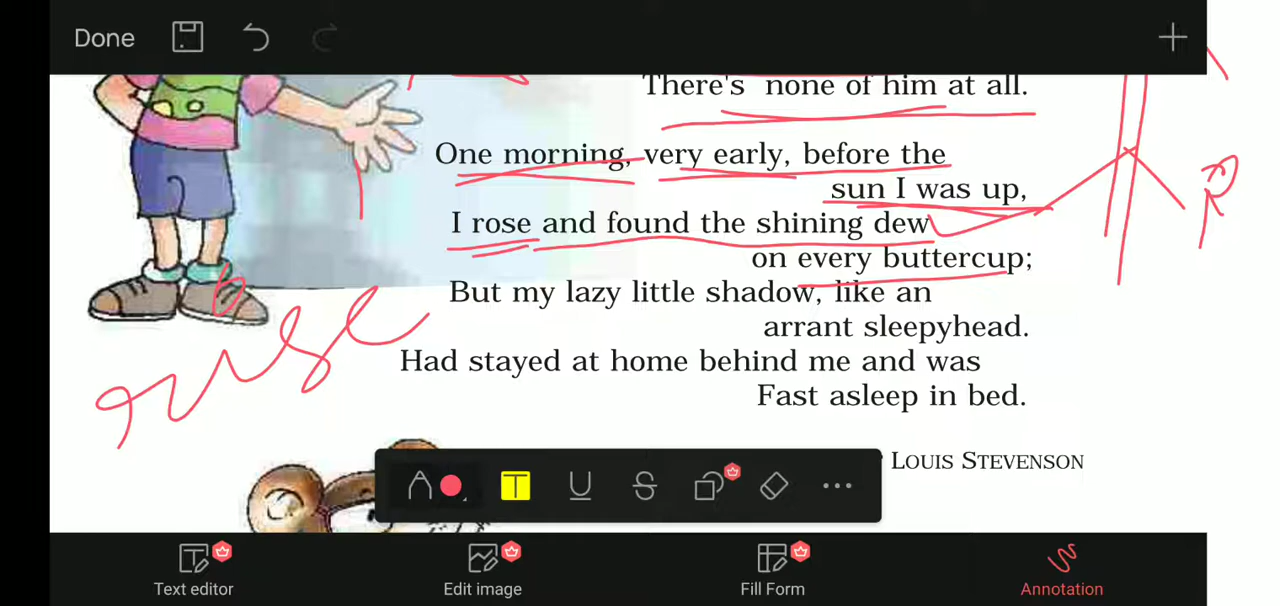 Done
There's none of him at all.
One morning, very early, before the
sun I was up,
I rose and found the shining dew
on every buttercup;
But my lazy little shadow, like an
arrant sleepyhead.
Had stayed at home behind me and was
Fast asleep in bed.
LOUIS STEVENSON
T
U
S
Text editor
Edit image
Fill Form
Annotation